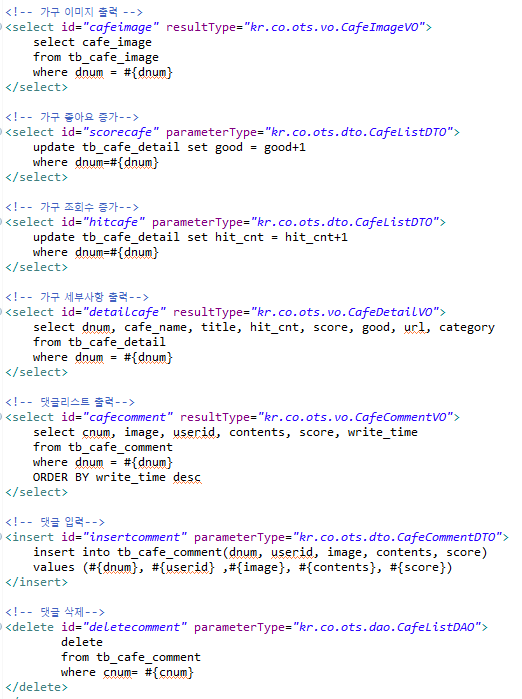 <!-- 가구 이미지 출력 -->
<select id="cafeimage" resultType="kr.co.ots.vo.CafeImageVO">
select cafe_image
from tb_cafe_image
where dnum = #{dnum}
</select>
<!-- 가구 좋아요 증가-->
<select id="scorecafe" parameterType="kr.co.ots.dto.CafeListDTO">
update tb_cafe_detail set good = good+1
where dnum=#{dnum}
</select>
<!-- 가구 조회수 증가-->
<select id="hitcafe" parameterType="kr.co.ots.dto.CafeListDTO">
update tb_cafe_detail set hit_cnt = hit_cnt+1
where dnum=#{dnum}
</select>
<!-- 가구 세부사항 출력-->
<select id="detailcafe" resultType="kr.co.ots.vo.CafeDetailVO">
select dnum, cafe_name, title, hit_cnt, score, good, url, category
from tb_cafe_detail
where dnum = #{dnum}
</select>
<!-- 댓글리스트 출력-->
<select id="cafecomment" resultType="kr.co.ots.vo.CafeCommentVO">
select cnum, image, userid, contents, score, write_time
from tb_cafe_comment
where dnum = #{dnum}
ORDER BY write_time desc
</select>
<!-- 댓글 입력-->
<insert id="insertcomment" parameterType="kr.co.ots.dto.CafeCommentDTO">
insert into tb_cafe_comment(dnum, userid, image, contents, score)
values (#{dnum}, #{userid} ,#{image}, #{contents}, #{score})
</insert>
<!-- 댓글 삭제-->
<delete id="deletecomment" parameterType="kr.co.ots.dao.CafeListDAO">
delete
from tb_cafe_comment
where cnum= #{cnum}
</delete>